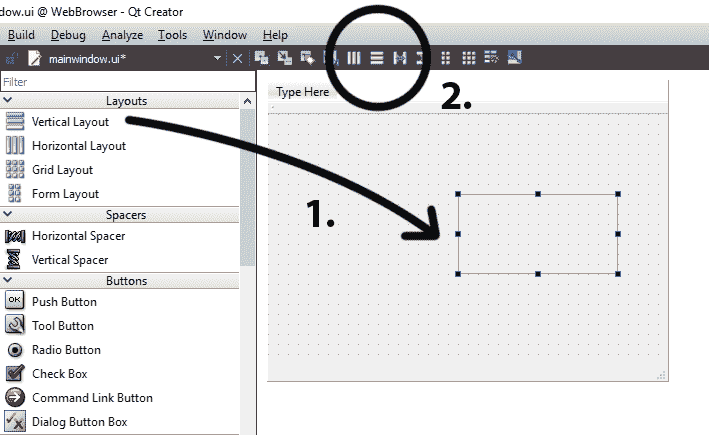 dow.ui @ WebBrowser - Qt Creator
Build Debug Analyze Tools Window Help
mainwindow.ui*
Filter
Type Here
2.
Layouts
Vertical Layout
Horizontal Layout
Grid Layout
Form Layout
1.
Spacers
Horizontal Spacer
Vertical Spacer
Buttons
OK Push Button
Tool Button
Radio Button
Check Box
Command Link Button
Dialog Button Box